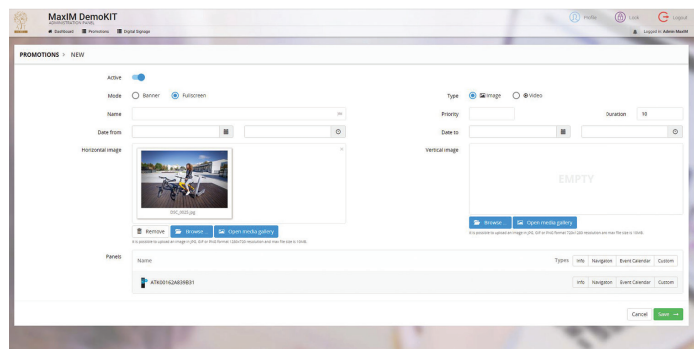 MaxIM DemoKIT
ADMINISTRATION PANEL
Profile
Lock
Logout
Dashboard Promotions Digital Signage
Logged in: Admin MaxIM
PROMOTIONS > NEW
Active
Mode Banner Fullscreen
Type Image Video
Name
Priority Duration 10
Date from
Date to
Horizontal image
Vertical image
EMPTY
DSC_0023.jpg
Remove Browse ... Open media gallery
Browse ... Open media gallery
Panels
Name
Types Info Navigation Event Calendar Custom
ATK00162A839B31
Info Navigation Event Calendar Custom
Cancel Save →